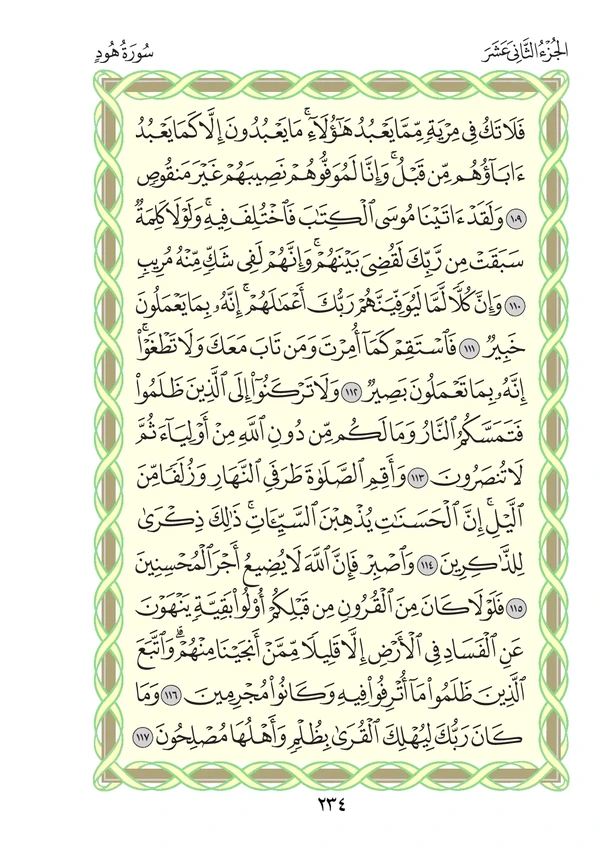 الجُزْءُ الثَّانِى عَشَرَ
سُورَةُ هُودٍ
فَلَا تَكُ فِى مِرْيَةٍ مِّمَّا يَعْبُدُ هَٰٓؤُلَآءِ ۚ مَا يَعْبُدُونَ إِلَّا كَمَا يَعْبُدُ
ءَابَآؤُهُم مِّن قَبْلُ ۚ وَإِنَّا لَمُوَفُّوهُمْ نَصِيبَهُمْ غَيْرَ مَنقُوصٍ
١٠٩ وَلَقَدْ ءَاتَيْنَا مُوسَى ٱلْكِتَٰبَ فَٱخْتُلِفَ فِيهِ ۚ وَلَوْلَا كَلِمَةٌ
سَبَقَتْ مِن رَّبِّكَ لَقُضِىَ بَيْنَهُمْ ۚ وَإِنَّهُمْ لَفِى شَكٍّ مِّنْهُ مُرِيبٍ
١١٠ وَإِنَّ كُلًّا لَّمَّا لَيُوَفِّيَنَّهُمْ رَبُّكَ أَعْمَٰلَهُمْ ۚ إِنَّهُۥ بِمَا يَعْمَلُونَ
خَبِيرٌ ١١١ فَٱسْتَقِمْ كَمَآ أُمِرْتَ وَمَن تَابَ مَعَكَ وَلَا تَطْغَوْا۟ ۚ
إِنَّهُۥ بِمَا تَعْمَلُونَ بَصِيرٌ ١١٢ وَلَا تَرْكَنُوٓا۟ إِلَى ٱلَّذِينَ ظَلَمُوا۟
فَتَمَسَّكُمُ ٱلنَّارُ وَمَا لَكُم مِّن دُونِ ٱللَّهِ مِنْ أَوْلِيَآءَ ثُمَّ
لَا تُنصَرُونَ ١١٣ وَأَقِمِ ٱلصَّلَوٰةَ طَرَفَىِ ٱلنَّهَارِ وَزُلَفًا مِّنَ
ٱلَّيْلِ ۚ إِنَّ ٱلْحَسَنَٰتِ يُذْهِبْنَ ٱلسَّيِّـَٔاتِ ۚ ذَٰلِكَ ذِكْرَىٰ
لِلذَّٰكِرِينَ ١١٤ وَٱصْبِرْ فَإِنَّ ٱللَّهَ لَا يُضِيعُ أَجْرَ ٱلْمُحْسِنِينَ
١١٥ فَلَوْلَا كَانَ مِنَ ٱلْقُرُونِ مِن قَبْلِكُمْ أُو۟لُوا۟ بَقِيَّةٍ يَنْهَوْنَ
عَنِ ٱلْفَسَادِ فِى ٱلْأَرْضِ إِلَّا قَلِيلًا مِّمَّنْ أَنجَيْنَا مِنْهُمْ ۗ وَٱتَّبَعَ
ٱلَّذِينَ ظَلَمُوا۟ مَآ أُتْرِفُوا۟ فِيهِ وَكَانُوا۟ مُجْرِمِينَ ١١٦ وَمَا
كَانَ رَبُّكَ لِيُهْلِكَ ٱلْقُرَىٰ بِظُلْمٍ وَأَهْلُهَا مُصْلِحُونَ ١١٧
٢٣٤